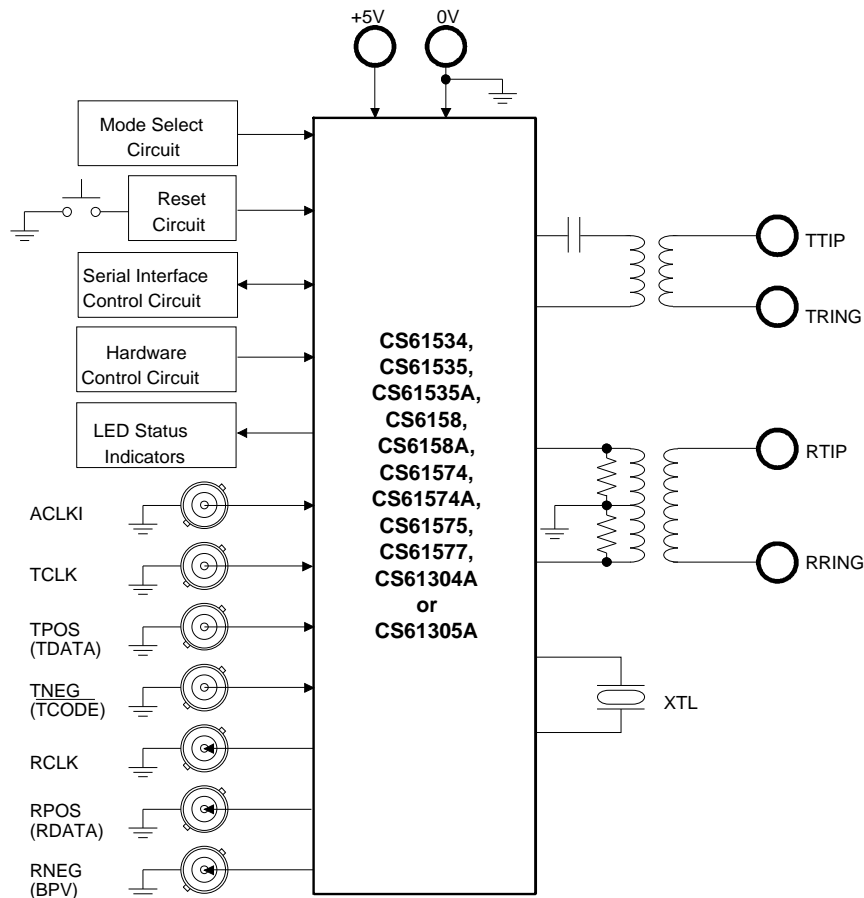 +5V
0V
Mode Select
Circuit
Reset
Circuit
Serial Interface
Control Circuit
Hardware
Control Circuit
LED Status
Indicators
ACLKI
TCLK
TPOS
(TDATA)
TNEG
(TCODE)
RCLK
RPOS
(RDATA)
RNEG
(BPV)
CS61534,
CS61535,
CS61535A,
CS6158,
CS6158A,
CS61574,
CS61574A,
CS61575,
CS61577,
CS61304A
or
CS61305A
TTIP
TRING
RTIP
RRING
XTL